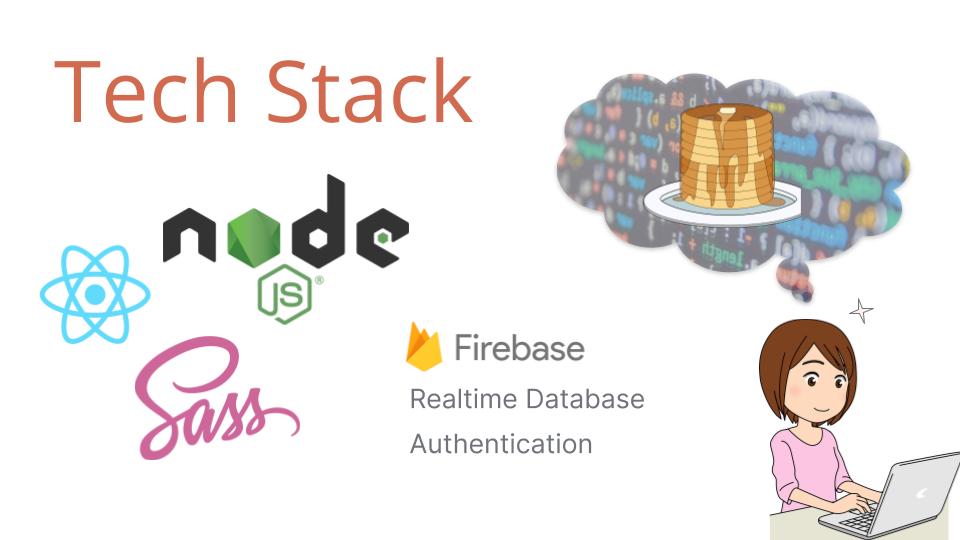 Tech Stack
node
JS
®
Sass
Firebase
Realtime Database
Authentication